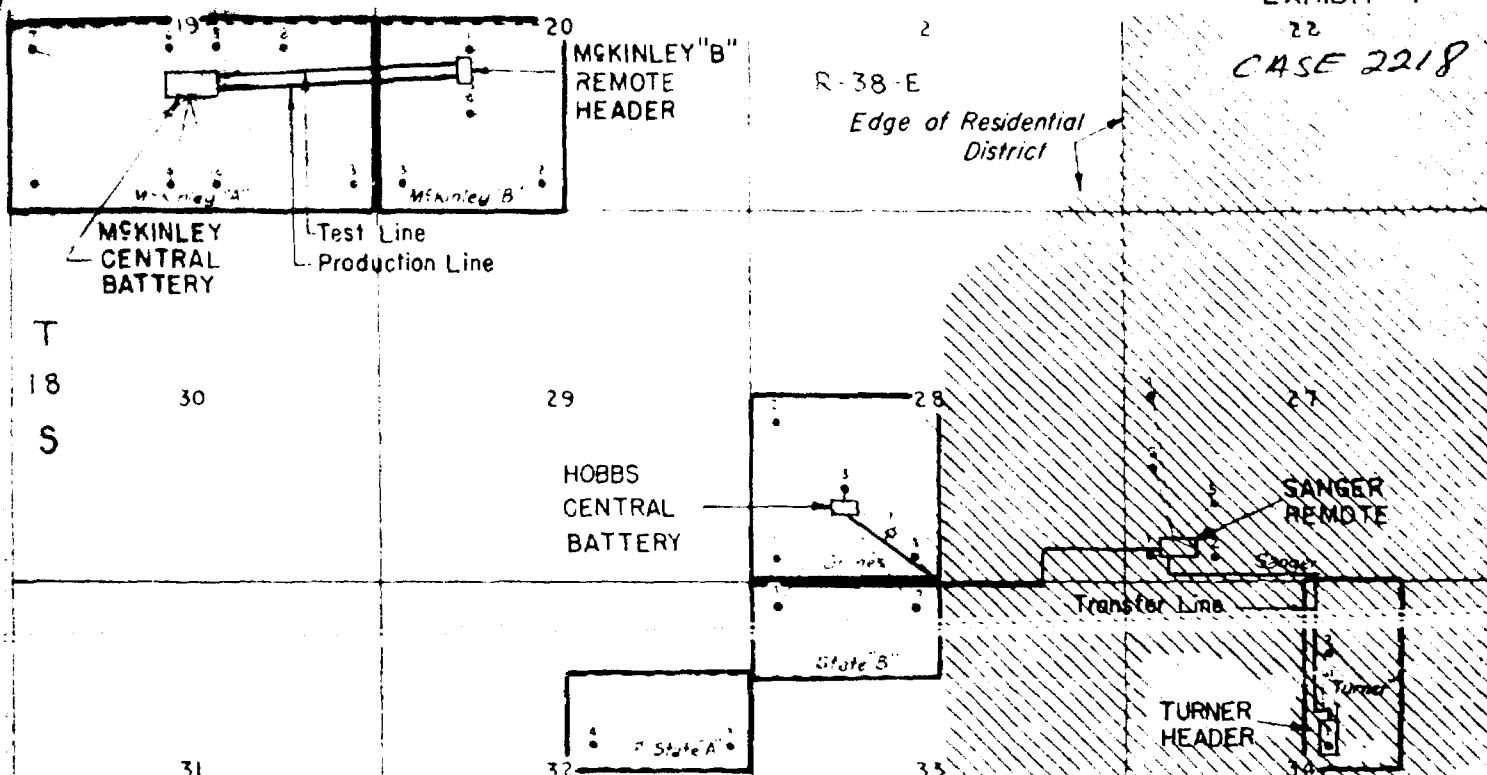 EXHIBIT
19
20
2
22
CASE 2218
McKINLEY "B"
REMOTE
HEADER
R-38-E
Edge of Residential
District
McKinley "A"
McKinley "B"
McKINLEY
CENTRAL
BATTERY
Test Line
Production Line
T
18
S
30
29
28
27
HOBBS
CENTRAL
BATTERY
SANGER
REMOTE
Grimes
Sanger
Transfer Line
State "B"
Turner
TURNER
HEADER
State "A"
31
32
33
34